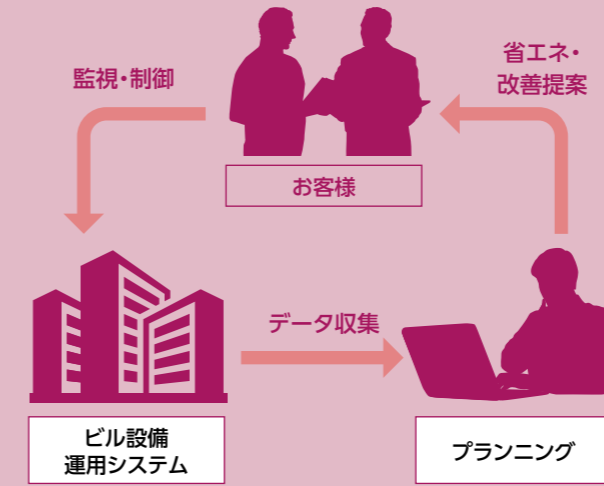 監視・制御
省エネ・
改善提案
お客様
データ収集
ビル設備
運用システム
プランニング